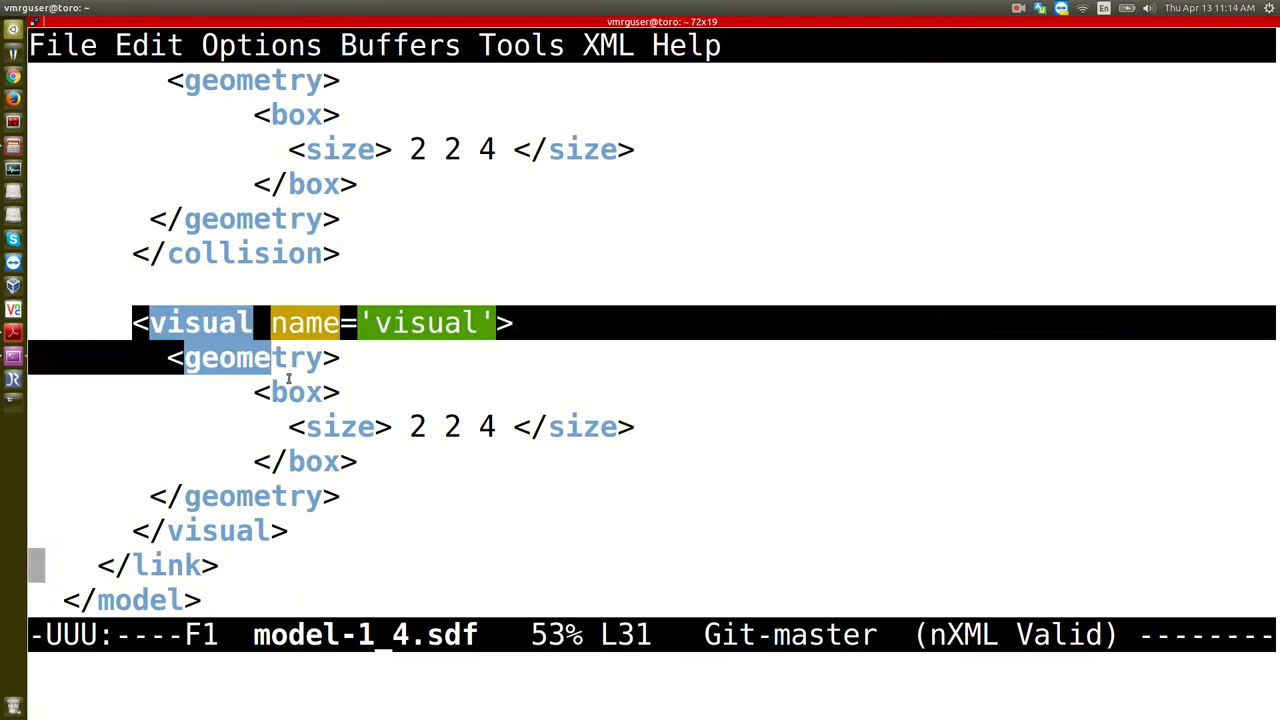 vmrguser@toro: ~
En
Thu Apr 13 11:14 AM
vmrguser@toro: ~ 72x19
File Edit Options Buffers Tools XML Help
<geometry>
<box>
<size> 2 2 4 </size>
</box>
</geometry>
</collision>
<visual name='visual'>
<geometry>
<box>
<size> 2 2 4 </size>
</box>
</geometry>
</visual>
</link>
</model>
-UUU:----F1 model-1_4.sdf 53% L31 Git-master (nXML Valid) --------